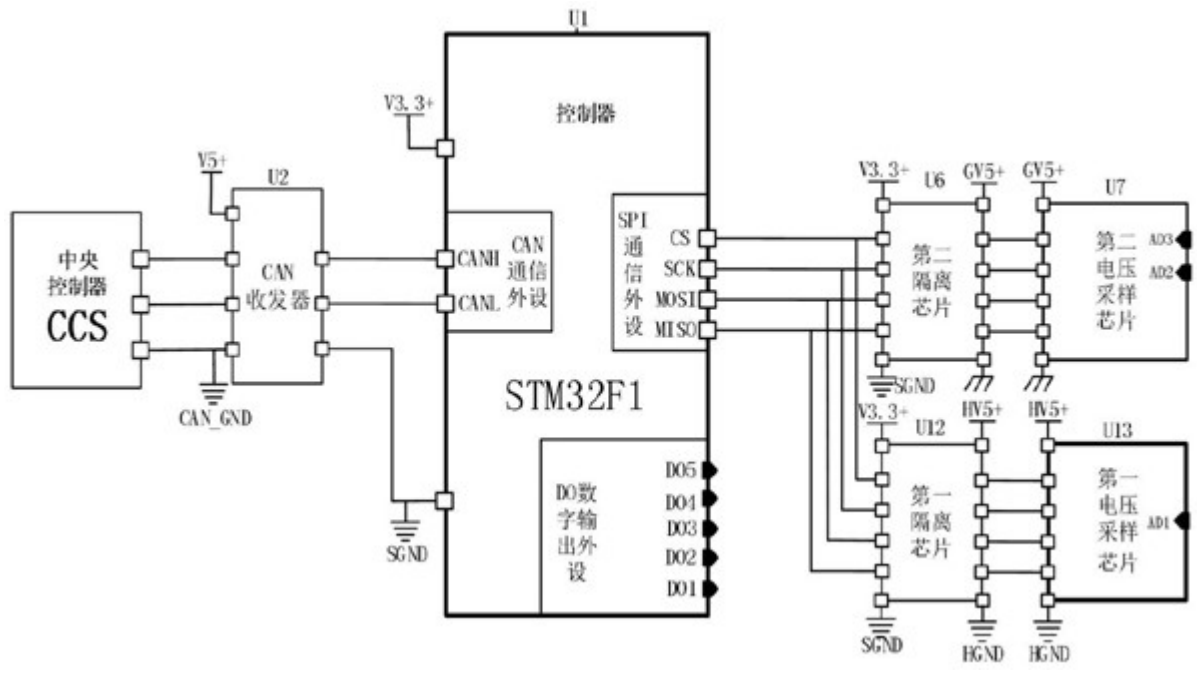 U1
V3.3+
控制器
V5+
U2
中央
控制器
CCS
CAN
收发器
CAN_GND
CANH
CANL
CAN
通信
外设
SPI
通
信
外
设
CS
SCK
MOSI
MISO
STM32F1
SGND
DO数
字输
出外
设
DO5
DO4
DO3
DO2
DO1
V3.3+
U6
GV5+
GV5+
U7
第二
隔离
芯片
第二
电压
采样
芯片
AD3
AD2
SGND
V3.3+
U12
HV5+
HV5+
U13
第一
隔离
芯片
第一
电压
采样
芯片
AD1
SGND
HGND
HGND